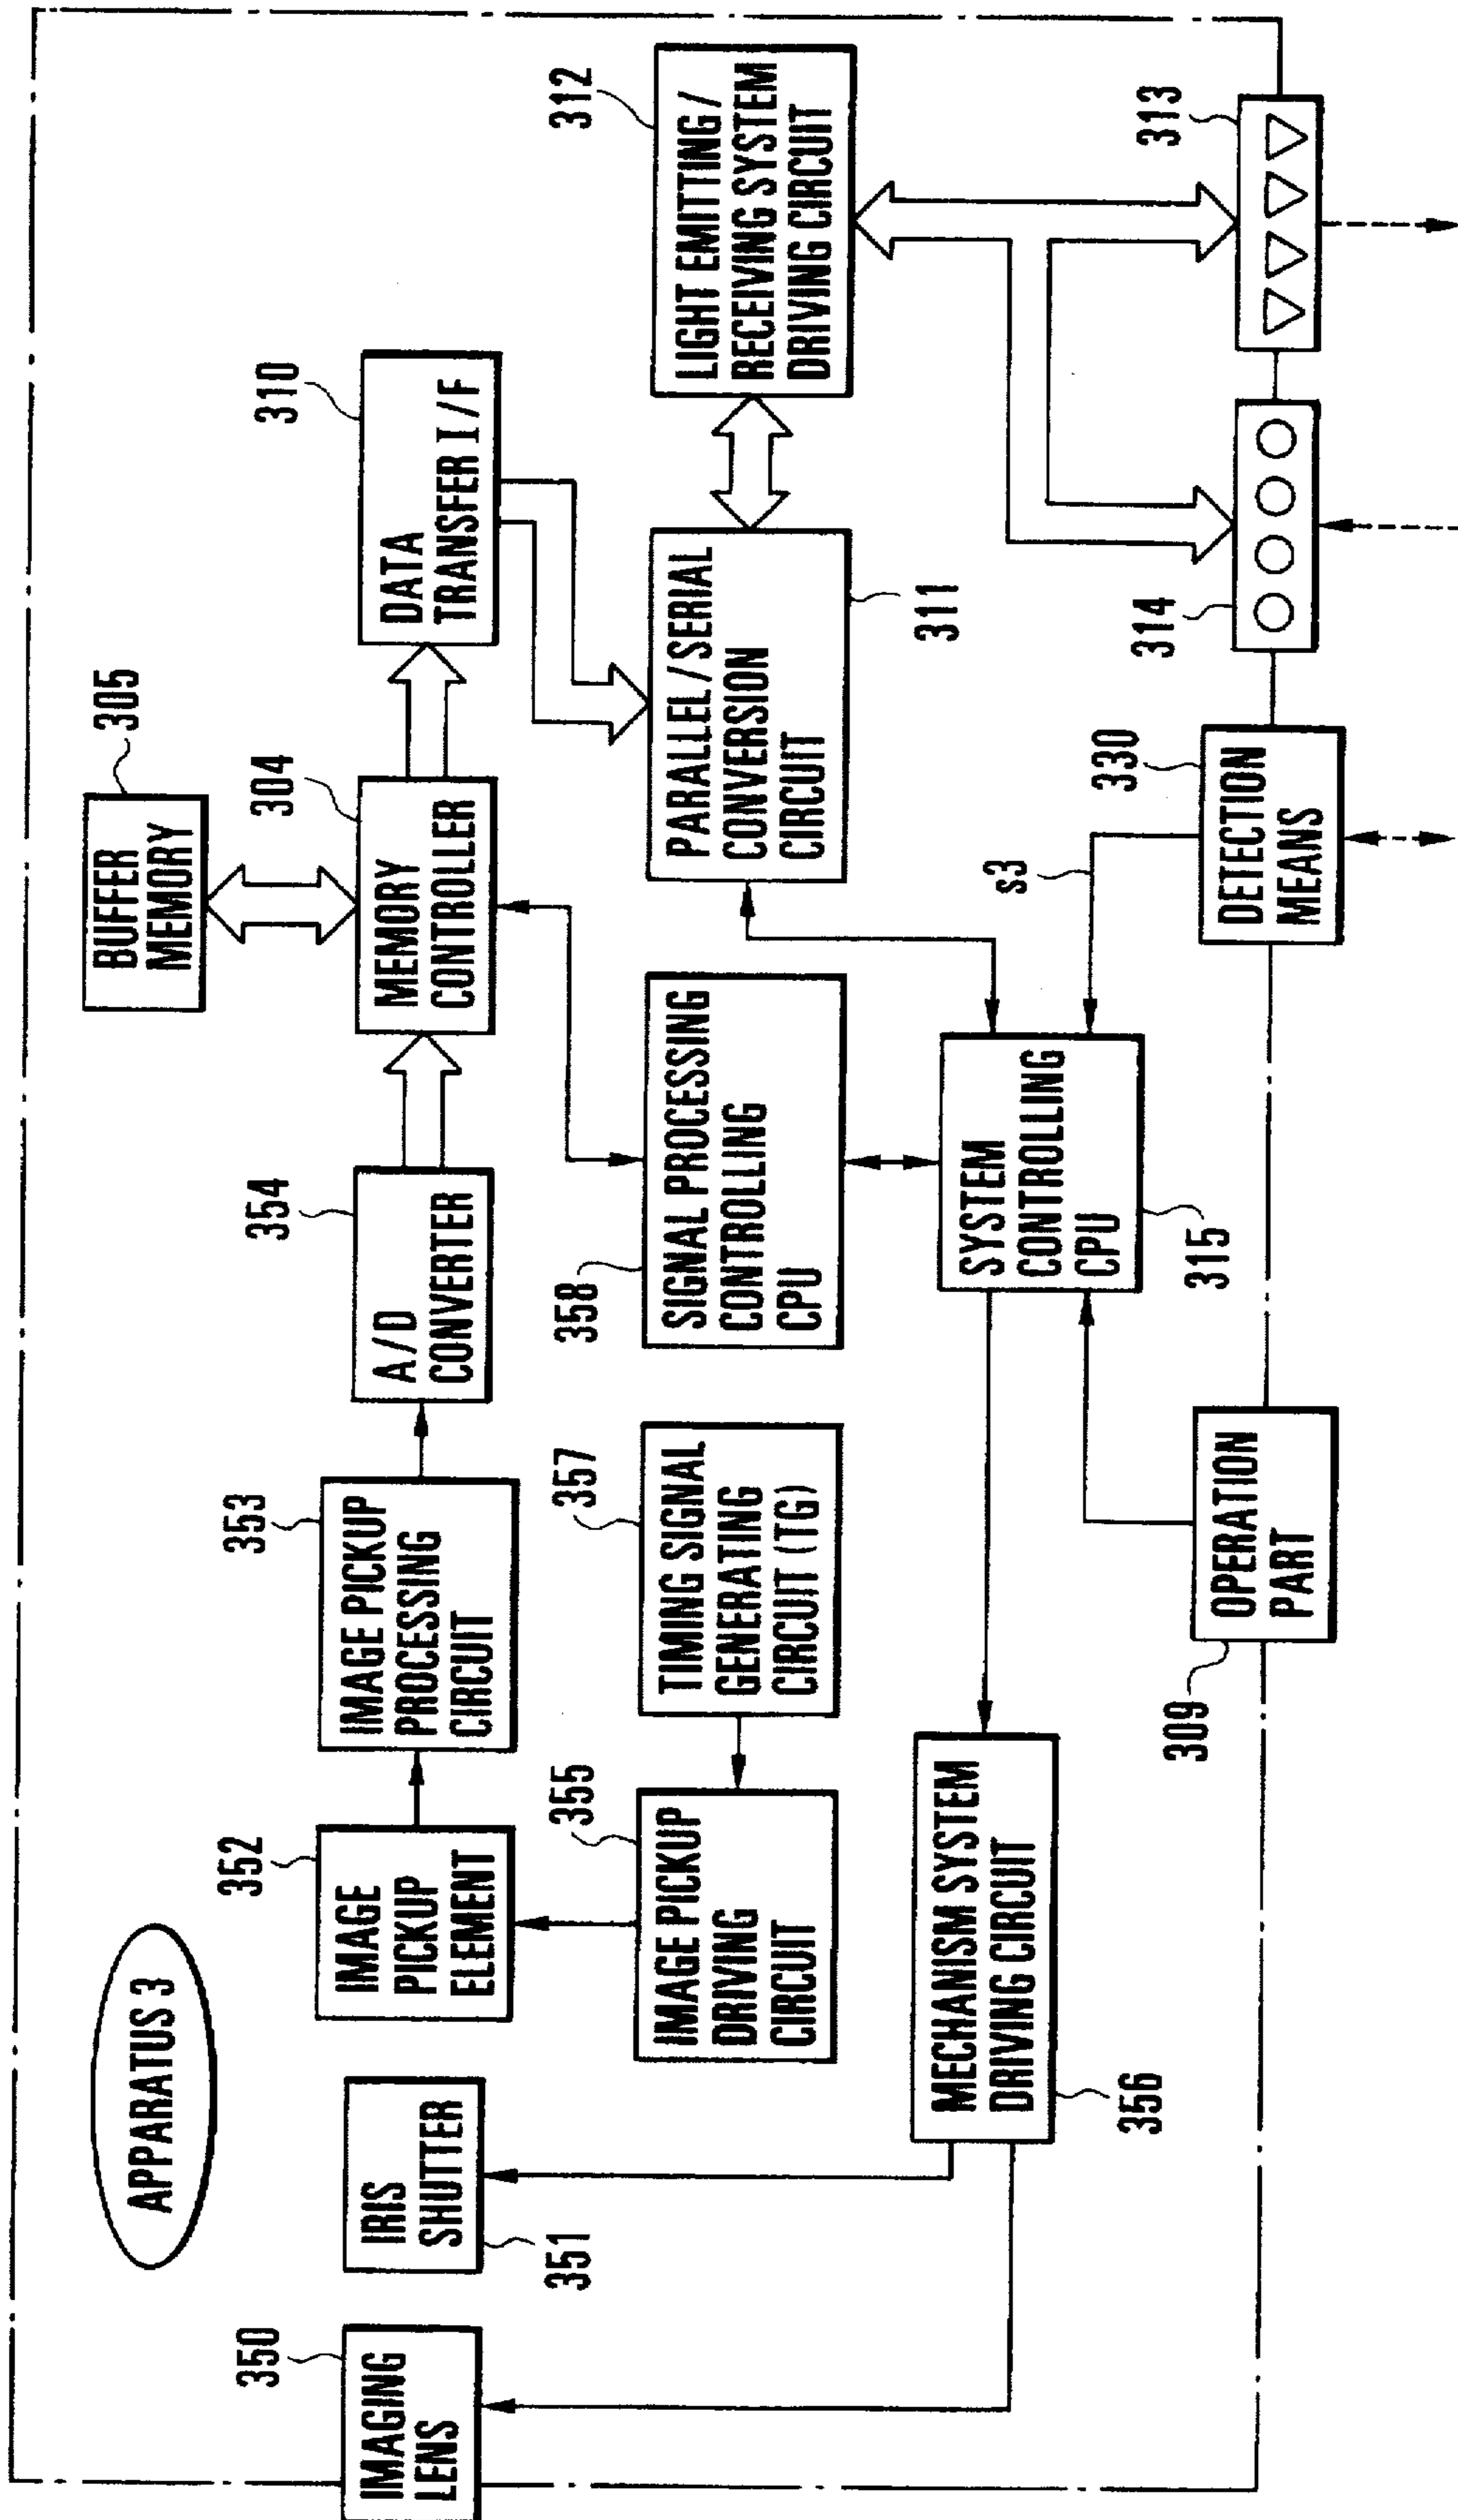 APPARATUS 3
305
BUFFER
MEMORY
350
IMAGING
LENS
351
IRIS
SHUTTER
352
IMAGE
PICKUP
ELEMENT
353
IMAGE PICKUP
PROCESSING
CIRCUIT
354
A/D
CONVERTER
304
MEMORY
CONTROLLER
310
DATA
TRANSFER I/F
355
IMAGE PICKUP
DRIVING
CIRCUIT
357
TIMING SIGNAL
GENERATING
CIRCUIT (TG)
358
SIGNAL PROCESSING
CONTROLLING
CPU
PARALLEL/SERIAL
CONVERSION
CIRCUIT
311
312
LIGHT EMITTING/
RECEIVING SYSTEM
DRIVING CIRCUIT
MECHANISM SYSTEM
DRIVING CIRCUIT
356
SYSTEM
CONTROLLING
CPU
315
s3
309
OPERATION
PART
330
DETECTION
MEANS
314
313